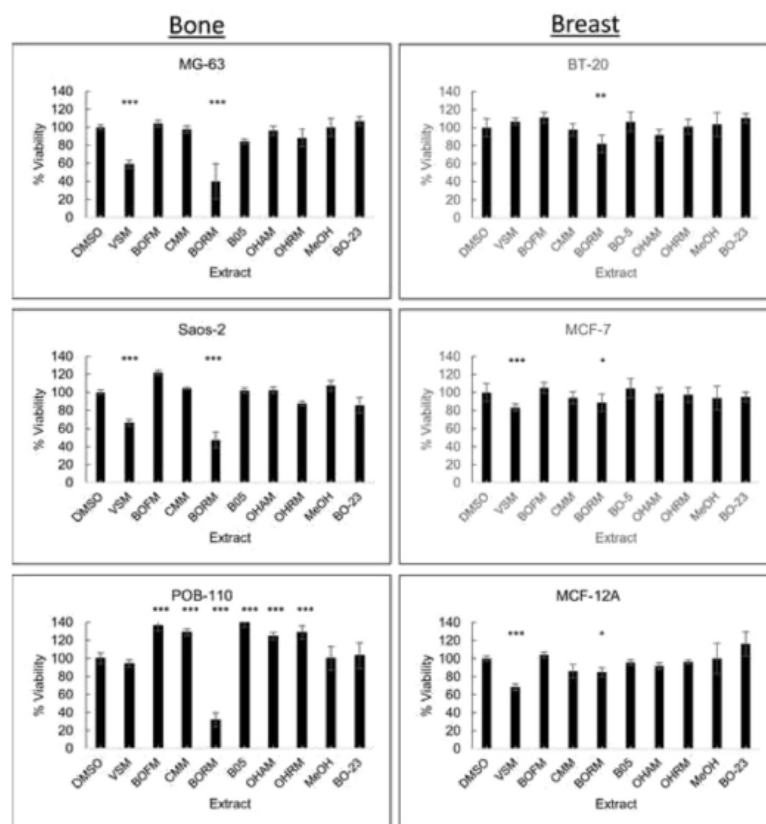 Bone
Breast
MG-63
*** ***
% Viability
140
120
100
80
60
40
20
0
DMSO VSM BOFM CMM BORM B05 OHAM OHRM MeOH BO-23
Extract
BT-20
**
% Viability
140
120
100
80
60
40
20
0
DMSO VSM BOFM CMM BORM BO-5 OHAM OHRM MeOH BO-23
Extract
Saos-2
*** ***
% Viability
140
120
100
80
60
40
20
0
DMSO VSM BOFM CMM BORM B05 OHAM OHRM MeOH BO-23
Extract
MCF-7
*** *
% Viability
140
120
100
80
60
40
20
0
DMSO VSM BOFM CMM BORM BO-5 OHAM OHRM MeOH BO-23
Extract
POB-110
*** *** *** *** *** ***
% Viability
140
120
100
80
60
40
20
0
DMSO VSM BOFM CMM BORM B05 OHAM OHRM MeOH BO-23
Extract
MCF-12A
*** *
% Viability
140
120
100
80
60
40
20
0
DMSO VSM BOFM CMM BORM B05 OHAM OHRM MeOH BO-23
Extract